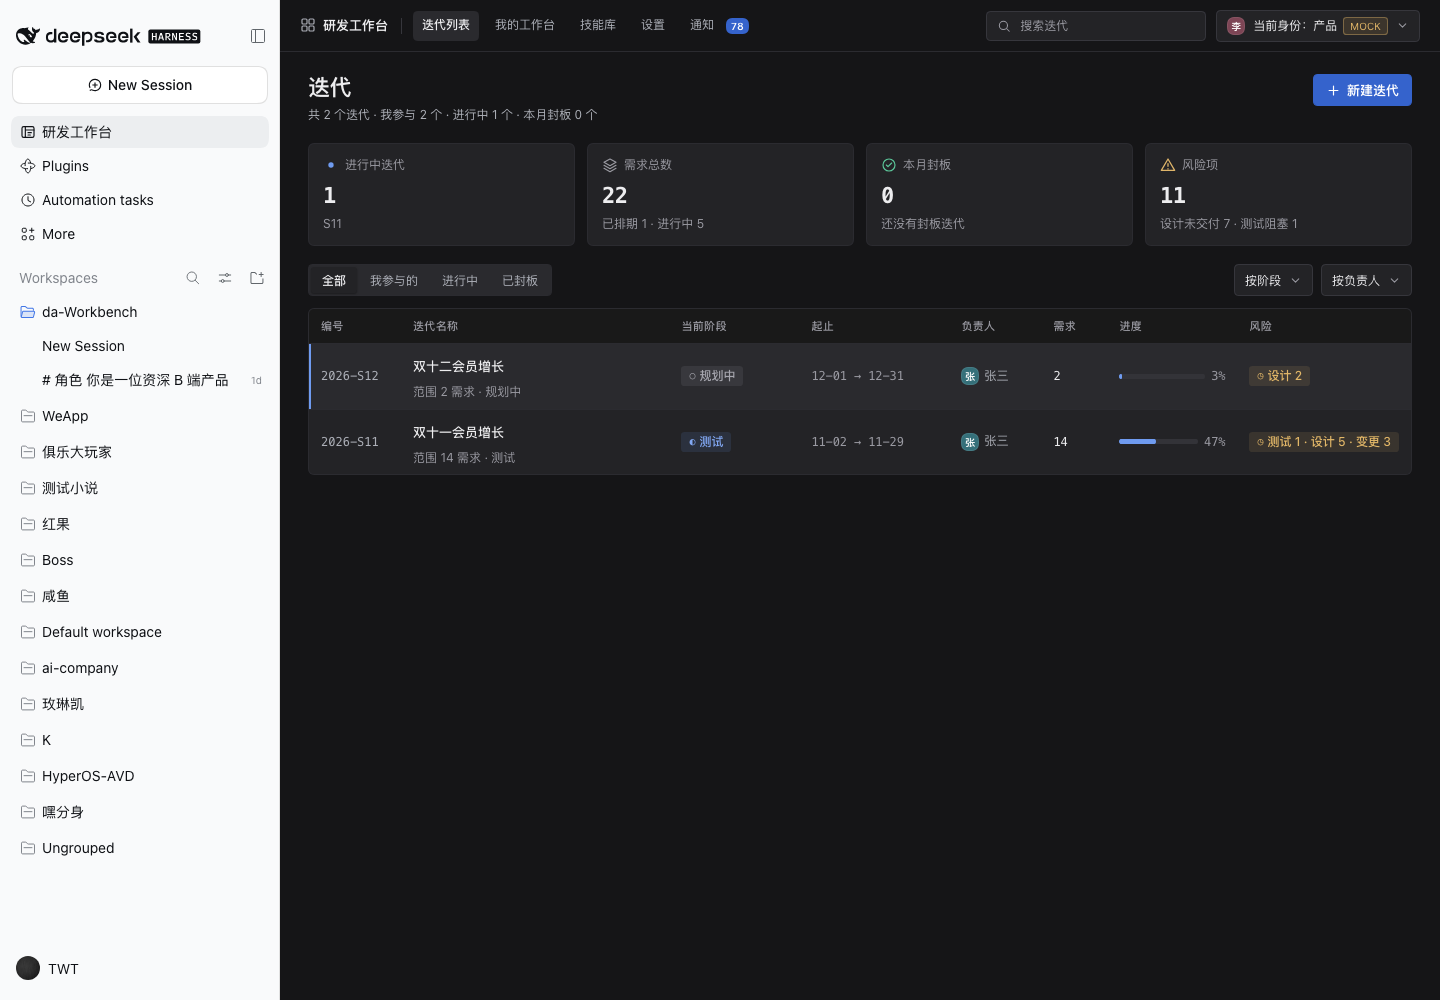 deepseek HARNESS
New Session
研发工作台
Plugins
Automation tasks
More
Workspaces
da-Workbench
New Session
# 角色 你是一位资深 B 端产品 1d
WeApp
俱乐大玩家
测试小说
红果
Boss
咸鱼
Default workspace
ai-company
玫琳凯
K
HyperOS-AVD
嘿分身
Ungrouped
TWT
研发工作台 迭代列表 我的工作台 技能库 设置 通知 78 搜索迭代 李 当前身份：产品 MOCK
迭代
共 2 个迭代 · 我参与 2 个 · 进行中 1 个 · 本月封板 0 个
新建迭代
进行中迭代
1
S11
需求总数
22
已排期 1 · 进行中 5
本月封板
0
还没有封板迭代
风险项
11
设计未交付 7 · 测试阻塞 1
全部 我参与的 进行中 已封板 按阶段 按负责人
编号 迭代名称 当前阶段 起止 负责人 需求 进度 风险
2026-S12 双十二会员增长 规划中 12-01 → 12-31 张 张三 2 3% 设计 2
范围 2 需求 · 规划中
2026-S11 双十一会员增长 测试 11-02 → 11-29 张 张三 14 47% 测试 1 · 设计 5 · 变更 3
范围 14 需求 · 测试